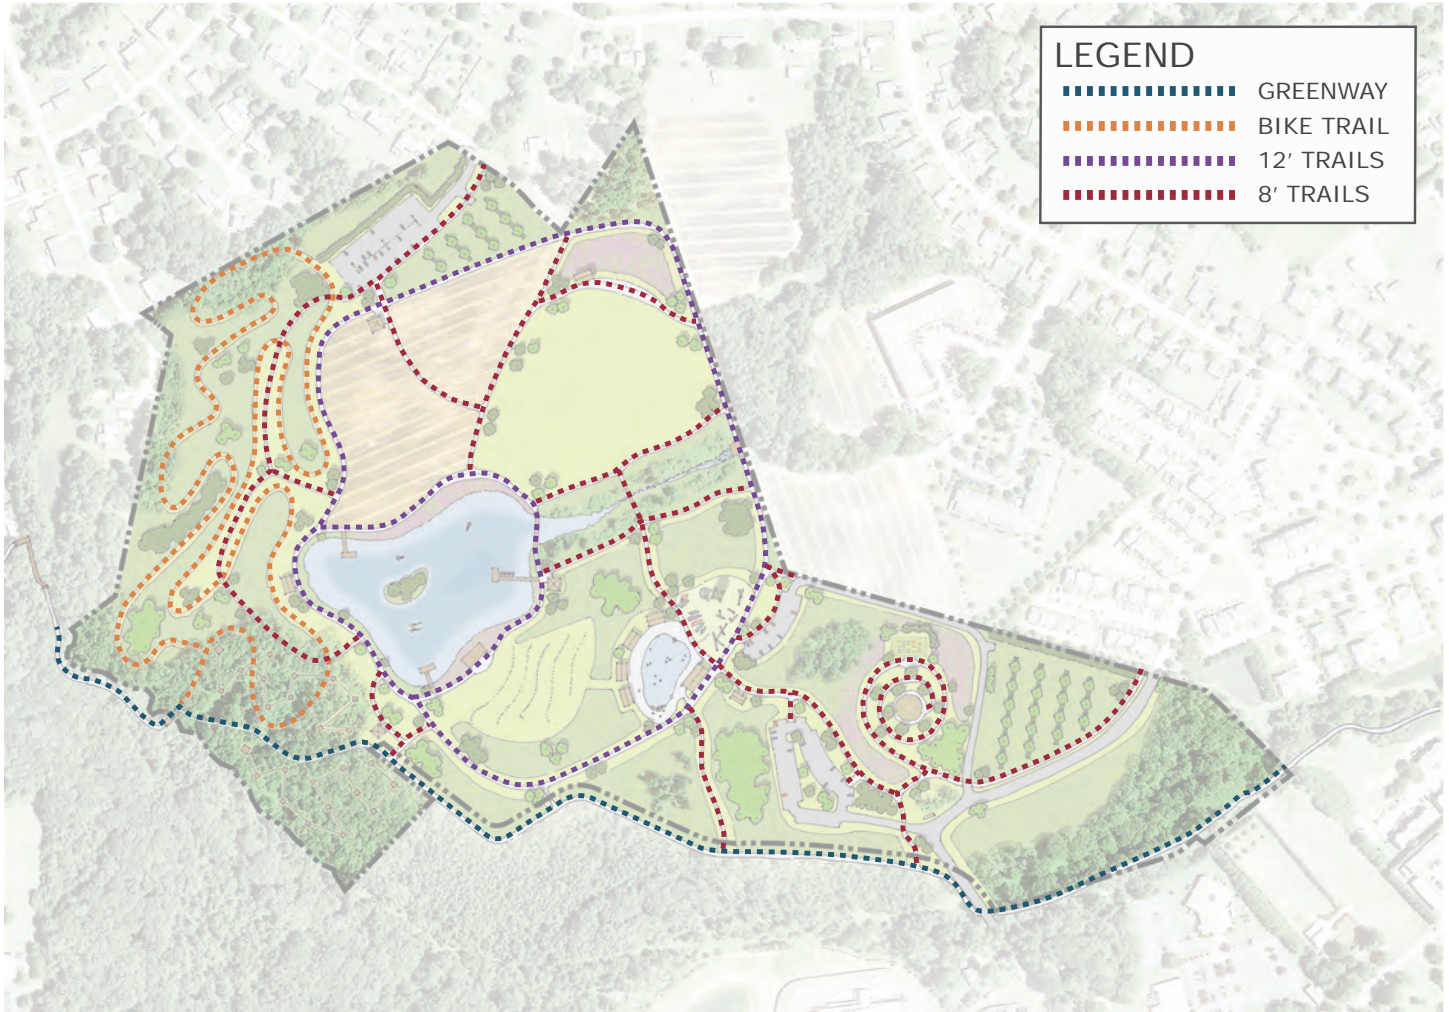 LEGEND
GREENWAY
BIKE TRAIL
12' TRAILS
8' TRAILS